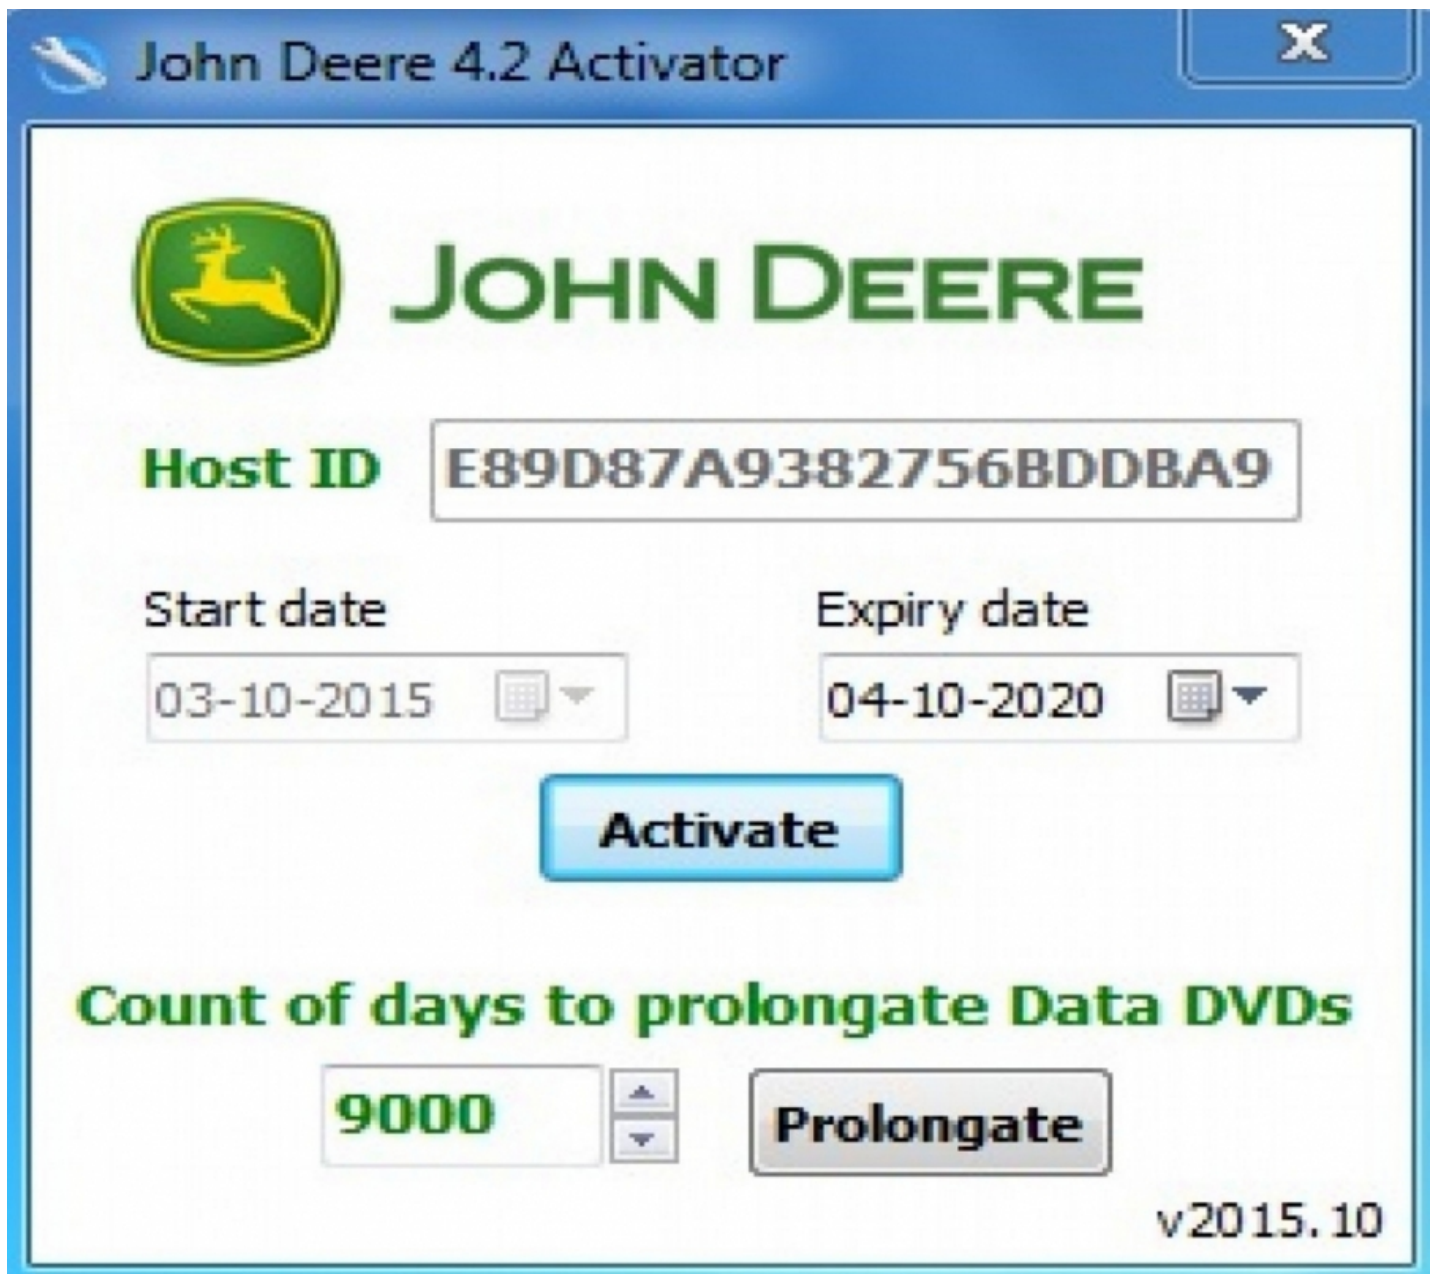 John Deere 4.2 Activator
JOHN DEERE
Host ID E89D87A9382756BDDBA9
Start date Expiry date
03-10-2015 04-10-2020
Activate
Count of days to prolongate Data DVDs
9000 Prolongate
v2015.10